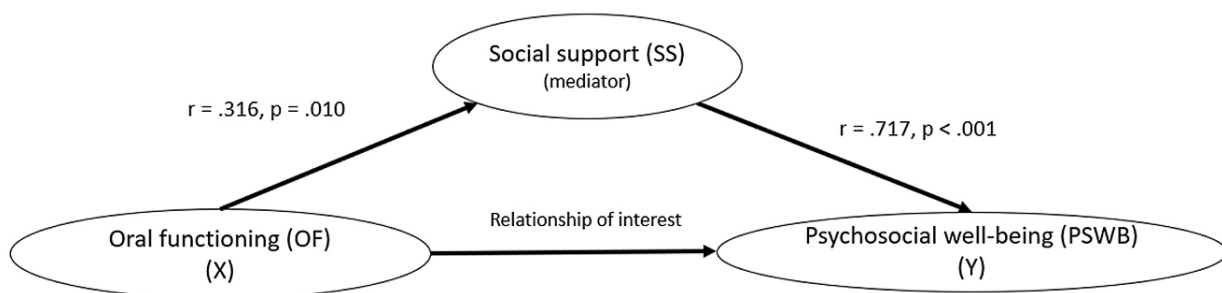 Social support (SS)
(mediator)
r = .316, p = .010
r = .717, p < .001
Relationship of interest
Oral functioning (OF)
(X)
Psychosocial well-being (PSWB)
(Y)